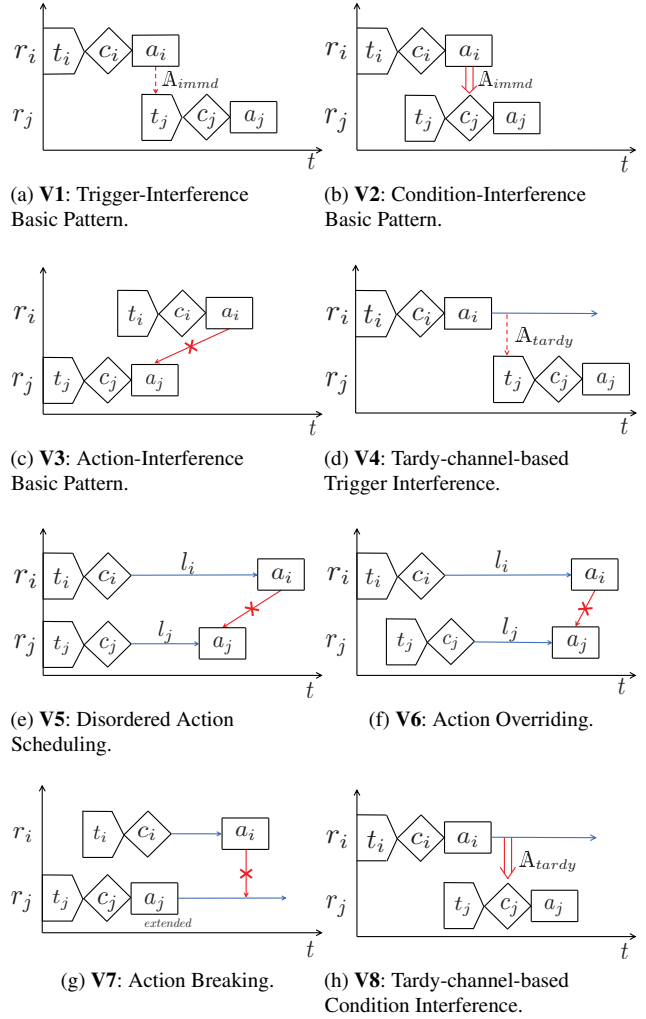 r_i t_i c_i a_i
𝔸_immd
r_j t_j c_j a_j
t
(a) V1: Trigger-Interference
Basic Pattern.
r_i t_i c_i a_i
𝔸_immd
r_j t_j c_j a_j
t
(b) V2: Condition-Interference
Basic Pattern.
r_i t_i c_i a_i
r_j t_j c_j a_j
t
(c) V3: Action-Interference
Basic Pattern.
r_i t_i c_i a_i
𝔸_tardy
r_j t_j c_j a_j
t
(d) V4: Tardy-channel-based
Trigger Interference.
r_i t_i c_i l_i a_i
r_j t_j c_j l_j a_j
t
(e) V5: Disordered Action
Scheduling.
r_i t_i c_i l_i a_i
r_j t_j c_j l_j a_j
t
(f) V6: Action Overriding.
r_i t_i c_i a_i
r_j t_j c_j a_j
extended
t
(g) V7: Action Breaking.
r_i t_i c_i a_i
𝔸_tardy
r_j t_j c_j a_j
t
(h) V8: Tardy-channel-based
Condition Interference.